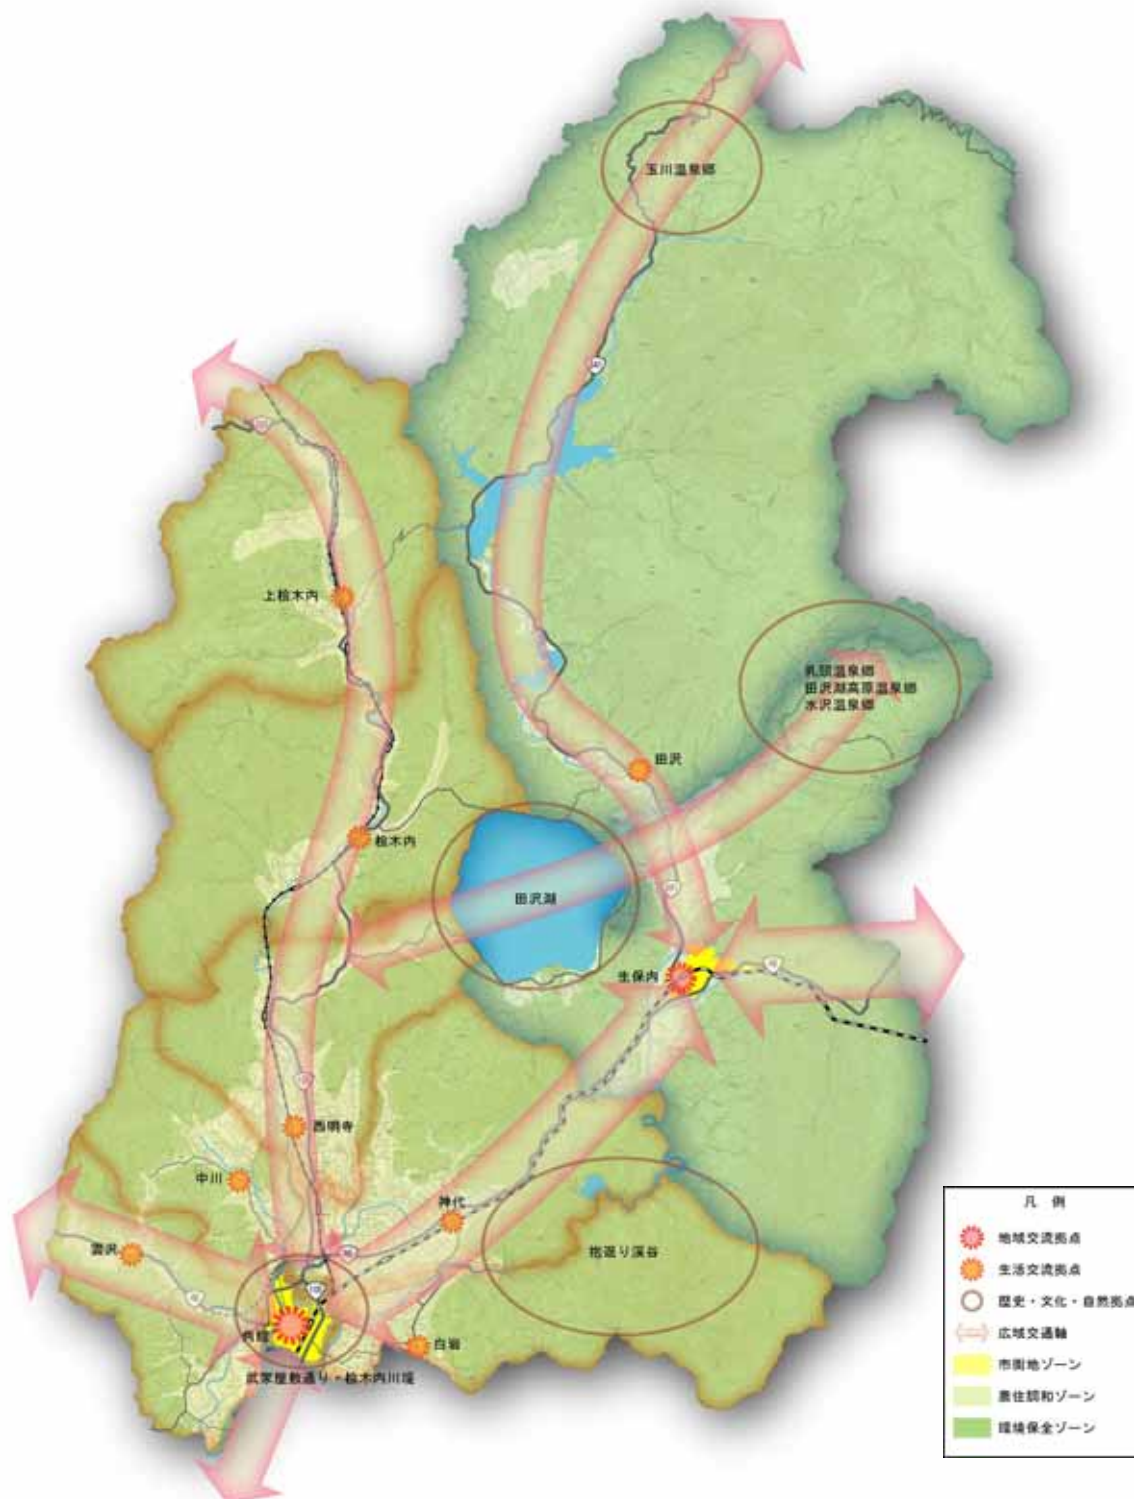 玉川温泉郷
上桧木内
乳頭温泉郷
田沢湖高原温泉郷
水沢温泉郷
田沢
桧木内
田沢湖
生保内
西明寺
中川
神代
雲沢
抱返り渓谷
角館
白岩
武家屋敷通り・桧木内川堤
凡 例
地域交流拠点
生活交流拠点
歴史・文化・自然拠点
広域交通軸
市街地ゾーン
農住調和ゾーン
環境保全ゾーン